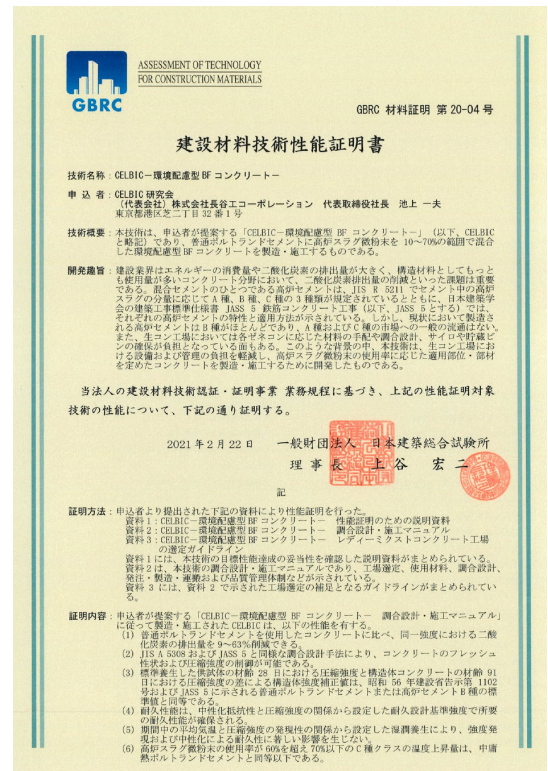 ASSESSMENT OF TECHNOLOGY
FOR CONSTRUCTION MATERIALS
GBRC
GBRC 材料証明 第 20-04 号
建設材料技術性能証明書
技術名称：CELBIC－環境配慮型 BF コンクリート－
申 込 者：CELBIC 研究会
（代表会社）株式会社長谷工コーポレーション 代表取締役社長 池上 一夫
東京都港区芝二丁目 32 番 1 号
技術概要：本技術は、申込者が提案する「CELBIC－環境配慮型 BF コンクリート－」（以下、CELBIC
と略記）であり、普通ポルトランドセメントに高炉スラグ微粉末を 10～70%の範囲で混合
した環境配慮型 BF コンクリートを製造・施工するものである。
開発趣旨：建設業界はエネルギーの消費量や二酸化炭素の排出量が大きく、構造材料としてもっと
も使用量が多いコンクリート分野において、二酸化炭素排出量の削減といった課題は重要
である。混合セメントのひとつである高炉セメントは、JIS R 5211 でセメント中の高炉
スラグの分量に応じて A 種、B 種、C 種の 3 種類が規定されているとともに、日本建築学
会の建築工事標準仕様書 JASS 5 鉄筋コンクリート工事（以下、JASS 5 とする）では、
それぞれの高炉セメントの特性と適用方法が示されている。しかし、現状において製造さ
れる高炉セメントは B 種がほとんどであり、A 種および C 種の市場への一般の流通はない。
また、生コン工場においては各ゼネコンに応じた材料の手配や調合設計、サイロや貯蔵ビ
ンの確保が負担となっている面もある。このような背景の中、本技術は、生コン工場にお
ける設備および管理の負担を軽減し、高炉スラグ微粉末の使用率に応じた適用部位・部材
を定めたコンクリートを製造・施工するために開発したものである。
当法人の建設材料技術認証・証明事業 業務規程に基づき、上記の性能証明対象
技術の性能について、下記の通り証明する。
2021 年 2 月 22 日 一般財団法人 日本建築総合試験所
理 事 長 上 谷 宏 二
記
証明方法：申込者より提出された下記の資料により性能証明を行った。
資料 1：CELBIC－環境配慮型 BF コンクリート－ 性能証明のための説明資料
資料 2：CELBIC－環境配慮型 BF コンクリート－ 調合設計・施工マニュアル
資料 3：CELBIC－環境配慮型 BF コンクリート－ レディーミクストコンクリート工場
の選定ガイドライン
資料 1 には、本技術の目標性能達成の妥当性を確認した説明資料がまとめられている。
資料 2 は、本技術の調合設計・施工マニュアルであり、工場選定、使用材料、調合設計、
発注・製造・運搬および品質管理体制などが示されている。
資料 3 には、資料 2 で示された工場選定の補足となるガイドラインがまとめられてい
る。
証明内容：申込者が提案する「CELBIC－環境配慮型 BF コンクリート－ 調合設計・施工マニュアル」
に従って製造・施工された CELBIC は、以下の性能を有する。
(1) 普通ポルトランドセメントを使用したコンクリートに比べ、同一強度における二酸
化炭素の排出量を 9～63%削減できる。
(2) JIS A 5308 および JASS 5 と同様な調合設計手法により、コンクリートのフレッシュ
性状および圧縮強度の制御が可能である。
(3) 標準養生した供試体の材齢 28 日における圧縮強度と構造体コンクリートの材齢 91
日における圧縮強度の差による構造体強度補正値は、昭和 56 年建設省告示第 1102
号および JASS 5 に示される普通ポルトランドセメントまたは高炉セメント B 種の標
準値と同等である。
(4) 耐久性能は、中性化抵抗性と圧縮強度の関係から設定した耐久設計基準強度で所要
の耐久性能が確保される。
(5) 期間中の平均気温と圧縮強度の発現性の関係から設定した湿潤養生により、強度発
現および中性化による耐久性に著しい影響を生じない。
(6) 高炉スラグ微粉末の使用率が 60%を超え 70%以下の C 種クラスの温度上昇量は、中庸
熱ポルトランドセメントと同等以下である。